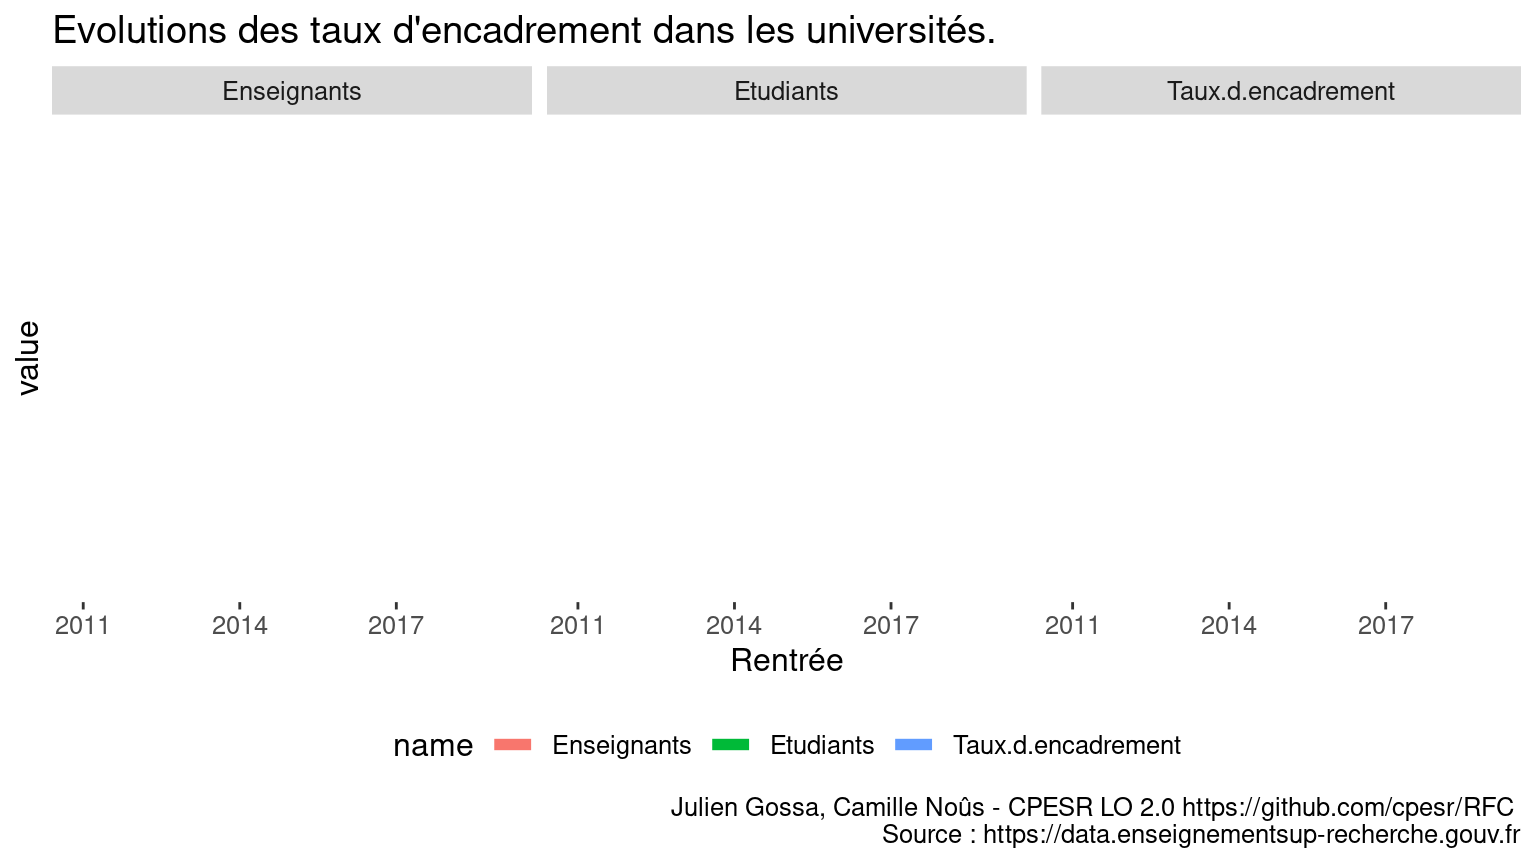 Evolutions des taux d'encadrement dans les universités.
Enseignants Etudiants Taux.d.encadrement
value
2011 2014 2017 2011 2014 2017 2011 2014 2017
Rentrée
name Enseignants Etudiants Taux.d.encadrement
Julien Gossa, Camille Noûs - CPESR LO 2.0 https://github.com/cpesr/RFC
Source : https://data.enseignementsup-recherche.gouv.fr